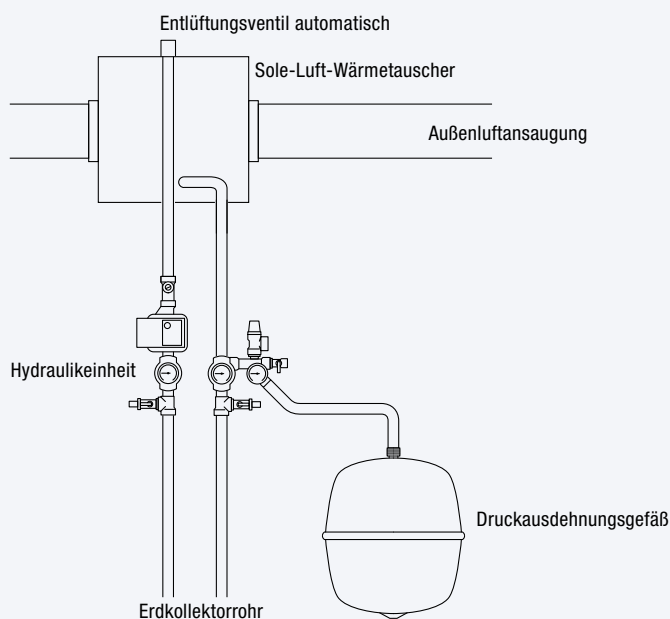 Entlüftungsventil automatisch
Sole-Luft-Wärmetauscher
Außenluftansaugung
Hydraulikeinheit
Druckausdehnungsgefäß
Erdkollektorrohr